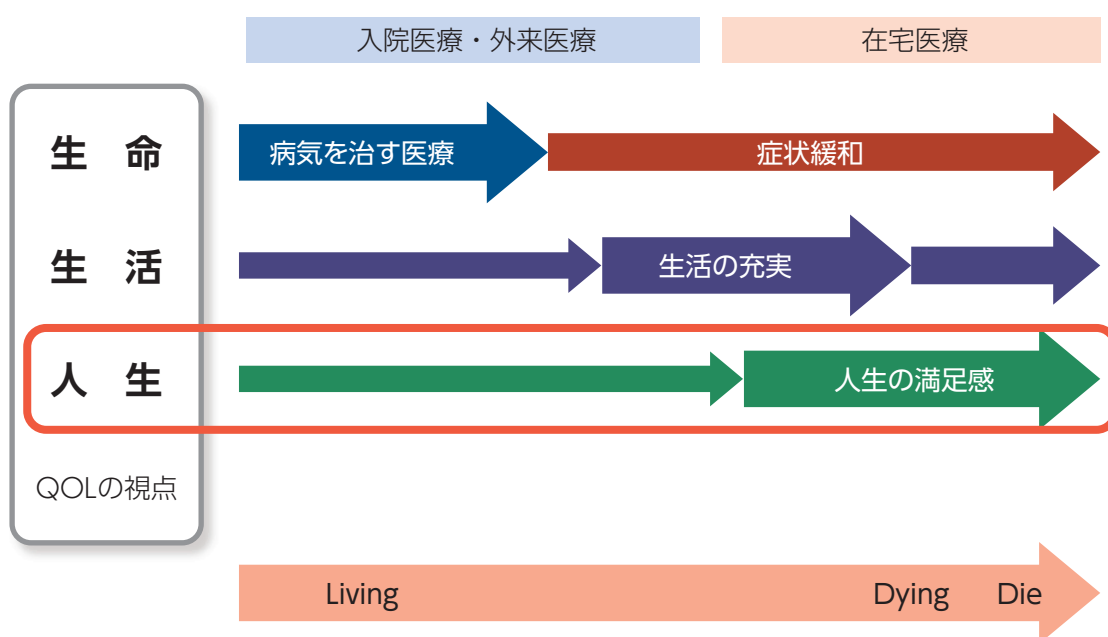 入院医療・外来医療
在宅医療
生 命
病気を治す医療
症状緩和
生 活
生活の充実
人 生
人生の満足感
QOLの視点
Living
Dying
Die